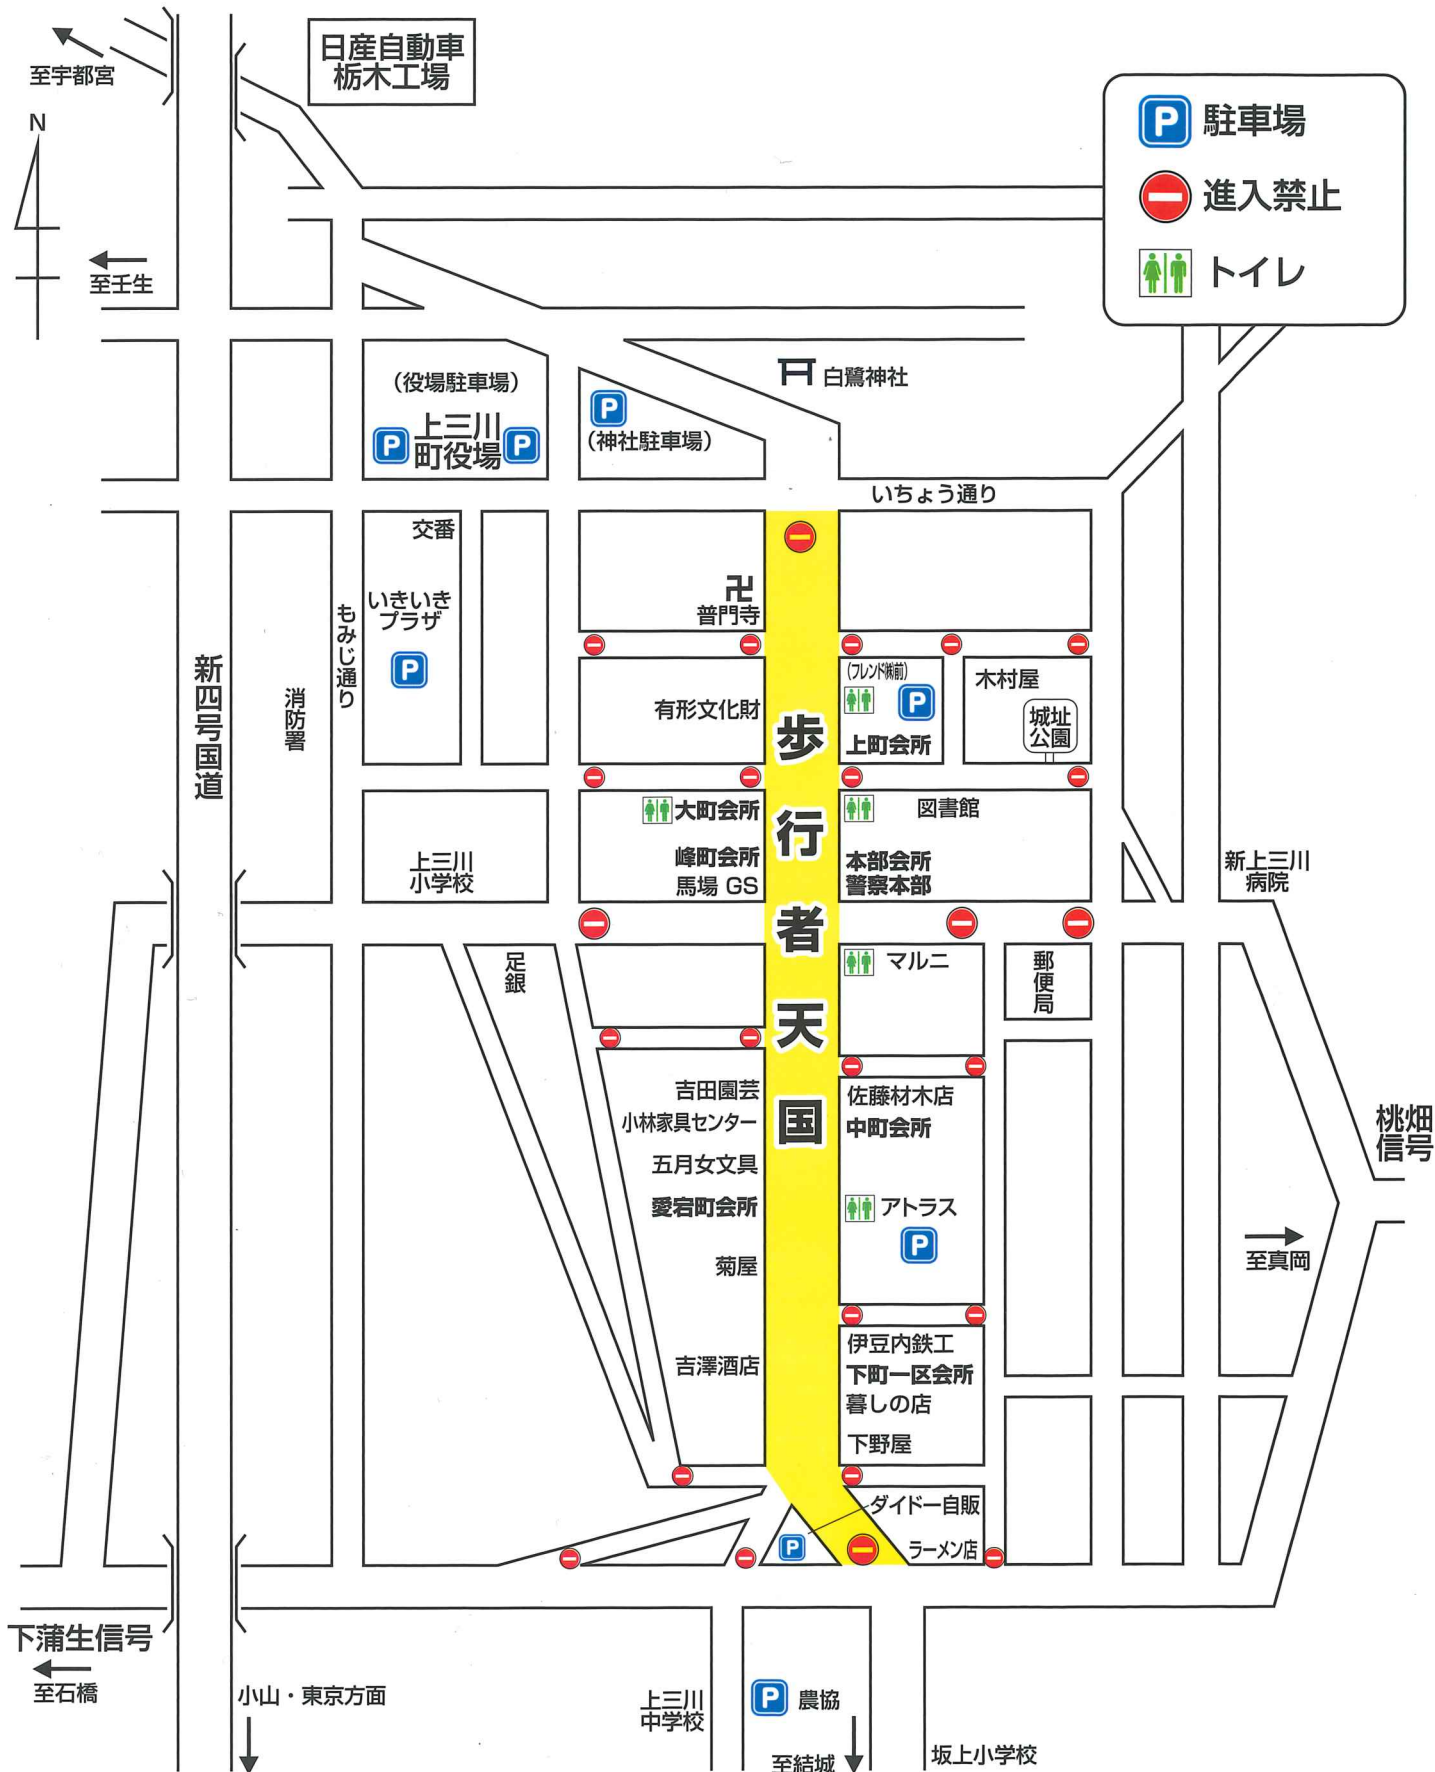 至宇都宮
日産自動車
栃木工場
N
至壬生
P 駐車場
進入禁止
トイレ
(役場駐車場)
P 上三川
町役場 P
P
(神社駐車場)
白鷺神社
いちょう通り
交番
いきいき
プラザ
P
もみじ通り
新四号国道
消防署
卍
普門寺
有形文化財
(フレンド㈱前)
P
上町会所
木村屋
城址
公園
歩行者天国
大町会所
峰町会所
馬場 GS
図書館
本部会所
警察本部
上三川
小学校
新上三川
病院
足銀
マルニ
郵便局
吉田園芸
小林家具センター
五月女文具
愛宕町会所
菊屋
吉澤酒店
佐藤材木店
中町会所
アトラス
P
伊豆内鉄工
下町一区会所
暮しの店
下野屋
桃畑
信号
至真岡
ダイドー自販
ラーメン店
P
下蒲生信号
至石橋
小山・東京方面
上三川
中学校
P 農協
至結城
坂上小学校